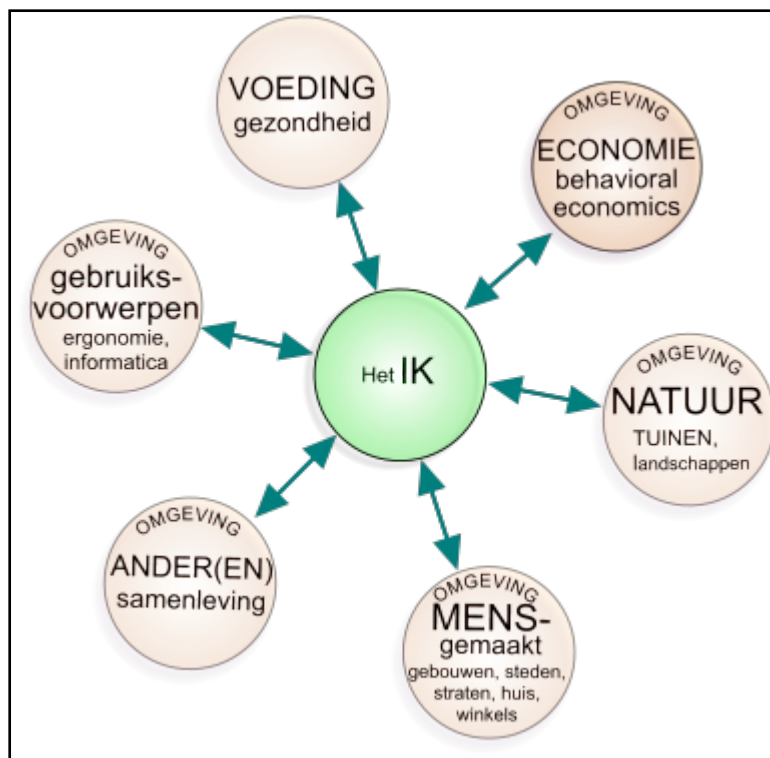 VOEDING
gezondheid
OMGEVING
ECONOMIE
behavioral
economics
OMGEVING
gebruiks-
voorwerpen
ergonomie,
informatica
Het IK
OMGEVING
NATUUR
TUINEN,
landschappen
OMGEVING
ANDER(EN)
samenleving
OMGEVING
MENS-
gemaakt
gebouwen, steden,
straten, huis,
winkels